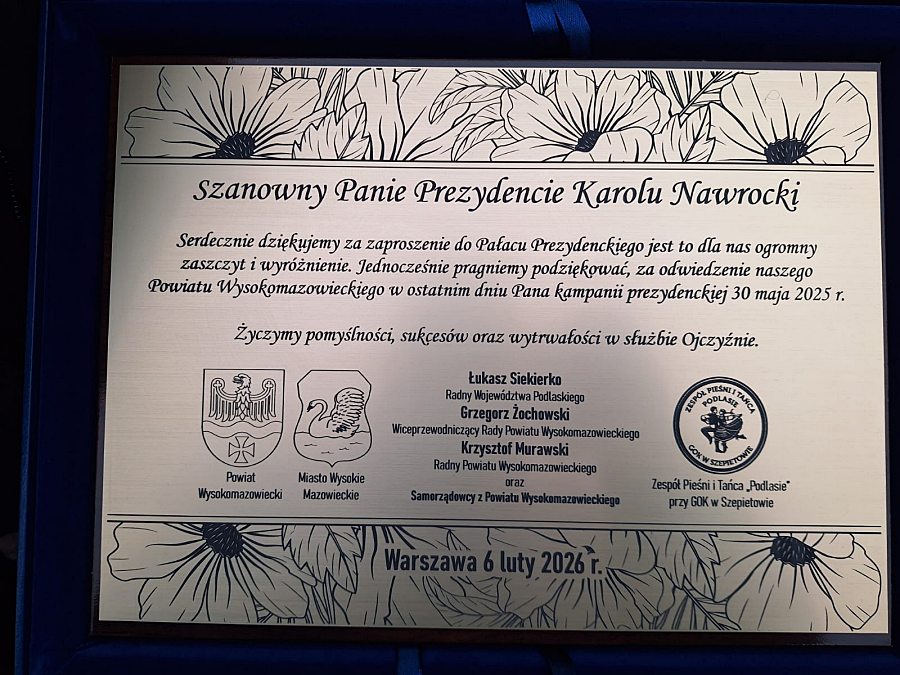 Szanowny Panie Prezydencie Karolu Nawrocki
Serdecznie dziękujemy za zaproszenie do Pałacu Prezydenckiego jest to dla nas ogromny
zaszczyt i wyróżnienie. Jednocześnie pragniemy podziękować, za odwiedzenie naszego
Powiatu Wysokomazowieckiego w ostatnim dniu Pana kampanii prezydenckiej 30 maja 2025 r.
Życzymy pomyślności, sukcesów oraz wytrwałości w służbie Ojczyźnie.
Powiat
Wysokomazowiecki
Miasto Wysokie
Mazowieckie
Łukasz Siekierko
Radny Województwa Podlaskiego
Grzegorz Żochowski
Wiceprzewodniczący Rady Powiatu Wysokomazowieckiego
Krzysztof Murawski
Radny Powiatu Wysokomazowieckiego
oraz
Samorządowcy z Powiatu Wysokomazowieckiego
ZESPÓŁ PIEŚNI I TAŃCA
PODLASIE
GOK W SZEPIETOWIE
Zespół Pieśni i Tańca „Podlasie"
przy GOK w Szepietowie
Warszawa 6 luty 2026 r.